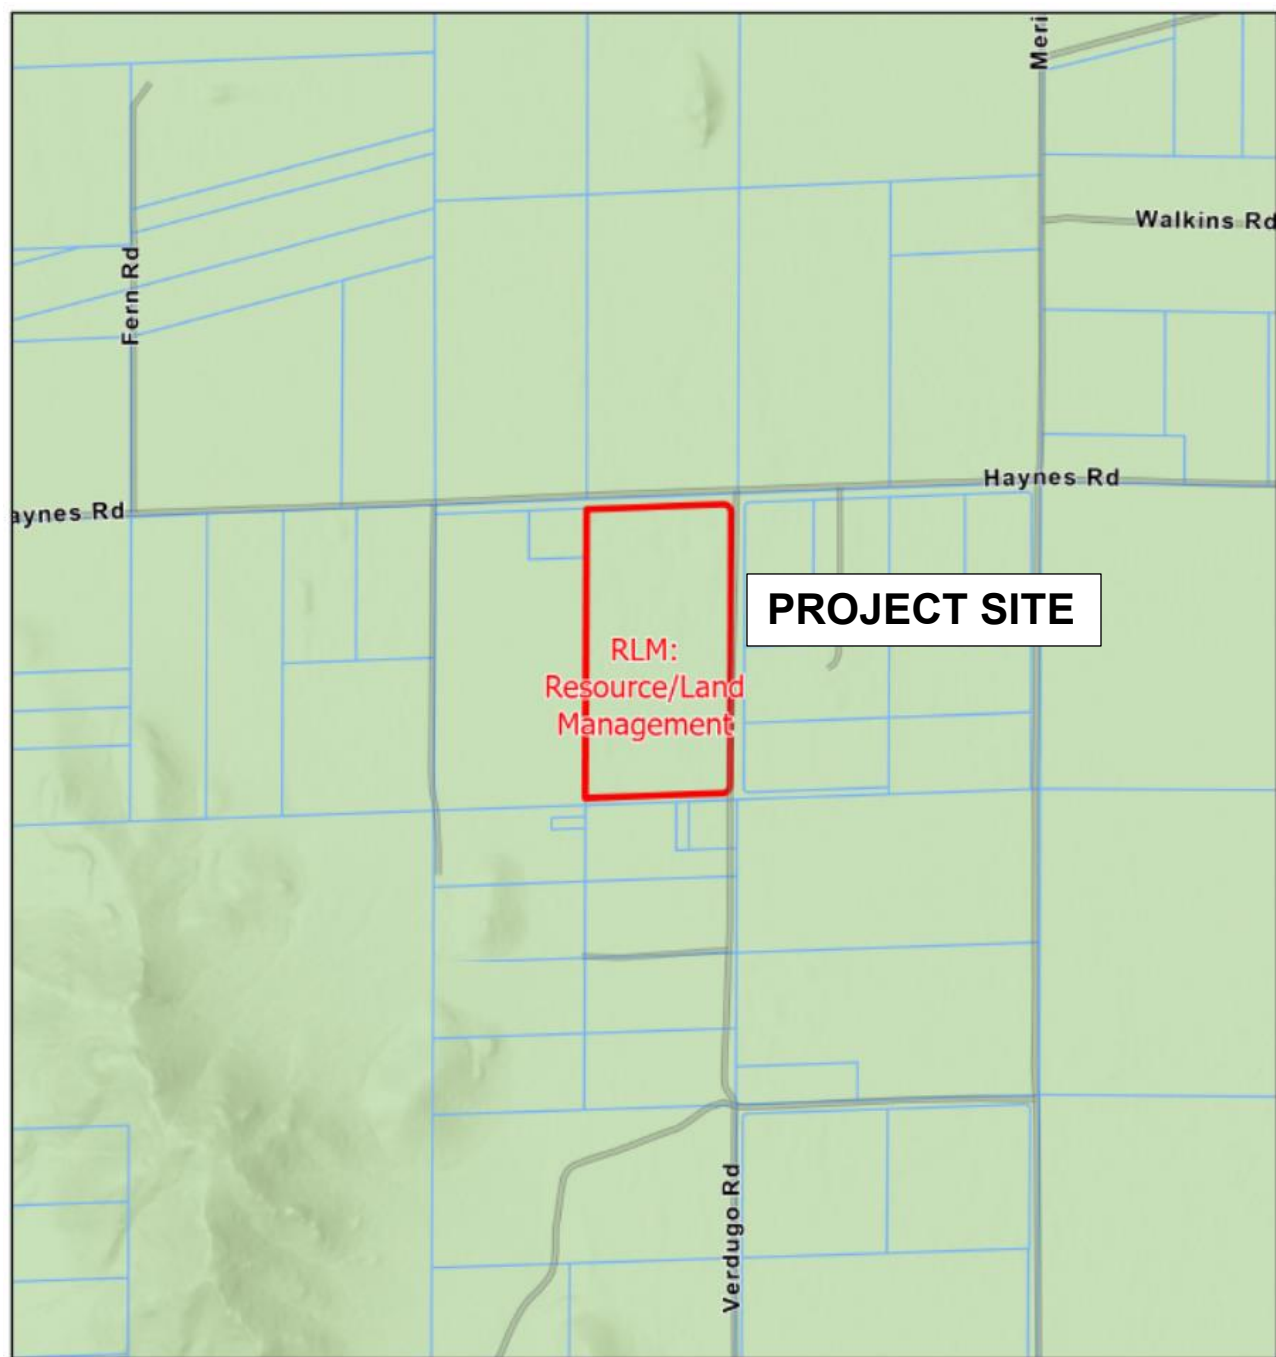 Meri
Walkins Rd
Fern Rd
Haynes Rd
aynes Rd
PROJECT SITE
RLM:
Resource/Land
Management
Verdugo Rd